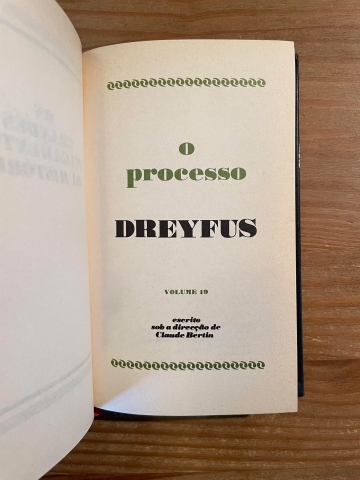 o
processo
DREYFUS
VOLUME 19
escrito
sob a direcção de
Claude Bertin